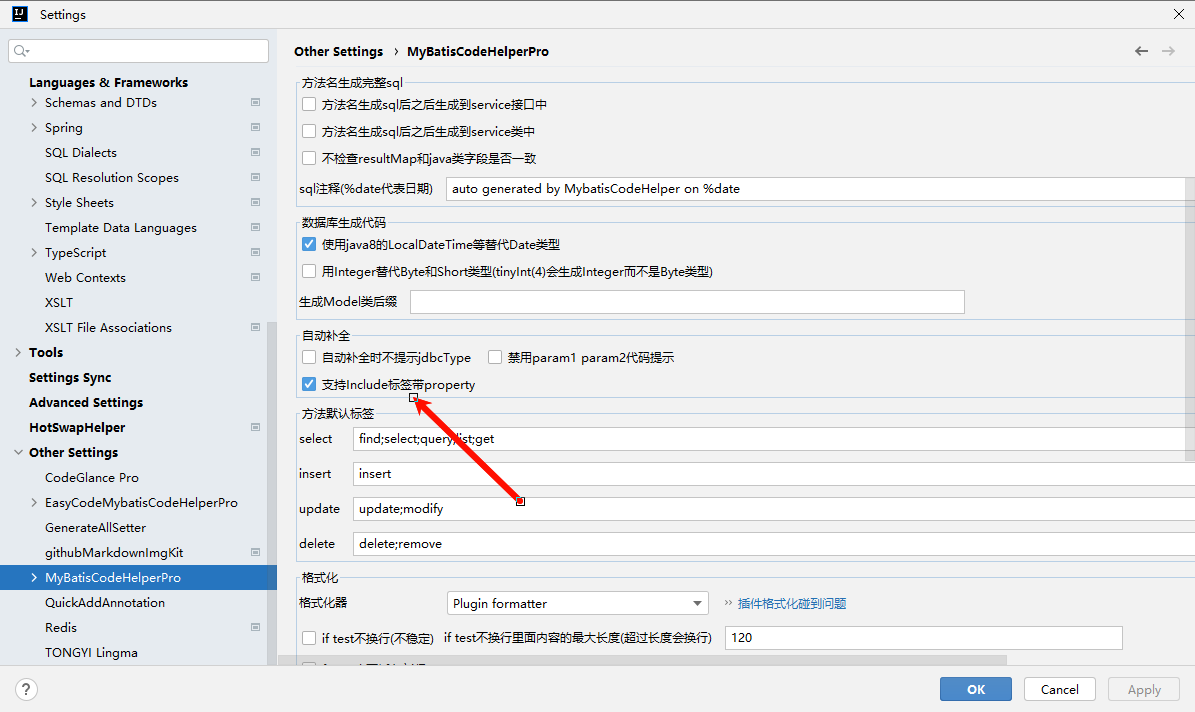 Settings
Languages & Frameworks
Schemas and DTDs
Spring
SQL Dialects
SQL Resolution Scopes
Style Sheets
Template Data Languages
TypeScript
Web Contexts
XSLT
XSLT File Associations
Tools
Settings Sync
Advanced Settings
HotSwapHelper
Other Settings
CodeGlance Pro
EasyCodeMybatisCodeHelperPro
GenerateAllSetter
githubMarkdownImgKit
MyBatisCodeHelperPro
QuickAddAnnotation
Redis
TONGYI Lingma
Other Settings › MyBatisCodeHelperPro
方法名生成完整sql
方法名生成sql后之后生成到service接口中
方法名生成sql后之后生成到service类中
不检查resultMap和java类字段是否一致
sql注释(%date代表日期) auto generated by MybatisCodeHelper on %date
数据库生成代码
使用java8的LocalDateTime等替代Date类型
用Integer替代Byte和Short类型(tinyInt(4)会生成Integer而不是Byte类型)
生成Model类后缀
自动补全
自动补全时不提示jdbcType 禁用param1 param2代码提示
支持Include标签带property
方法默认标签
select find;select;query;list;get
insert insert
update update;modify
delete delete;remove
格式化
格式化器 Plugin formatter 插件格式化碰到问题
if test不换行(不稳定) if test不换行里面内容的最大长度(超过长度会换行) 120
? OK Cancel Apply